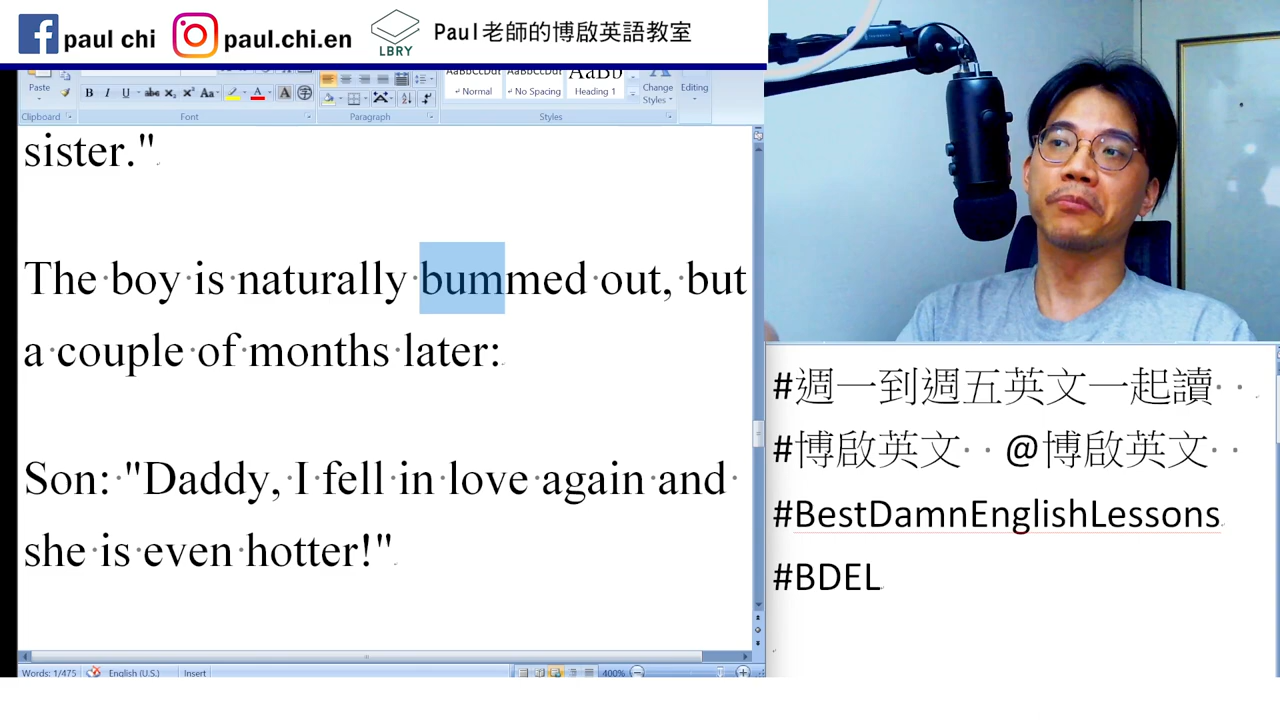 paul chi
paul.chi.en
LBRY
Paul老師的博啟英語教室
Paste
Clipboard
Font
Paragraph
AaBbCcDdt
AaBbCcDdt
AaBb(
Normal
No Spacing
Heading 1
Change Styles
Editing
Styles
sister."
The boy is naturally bummed out, but
a couple of months later:
Son: "Daddy, I fell in love again and
she is even hotter!"
Words: 1/475
English (U.S.)
Insert
400%
#週一到週五英文一起讀
#博啟英文 @博啟英文
#BestDamnEnglishLessons
#BDEL